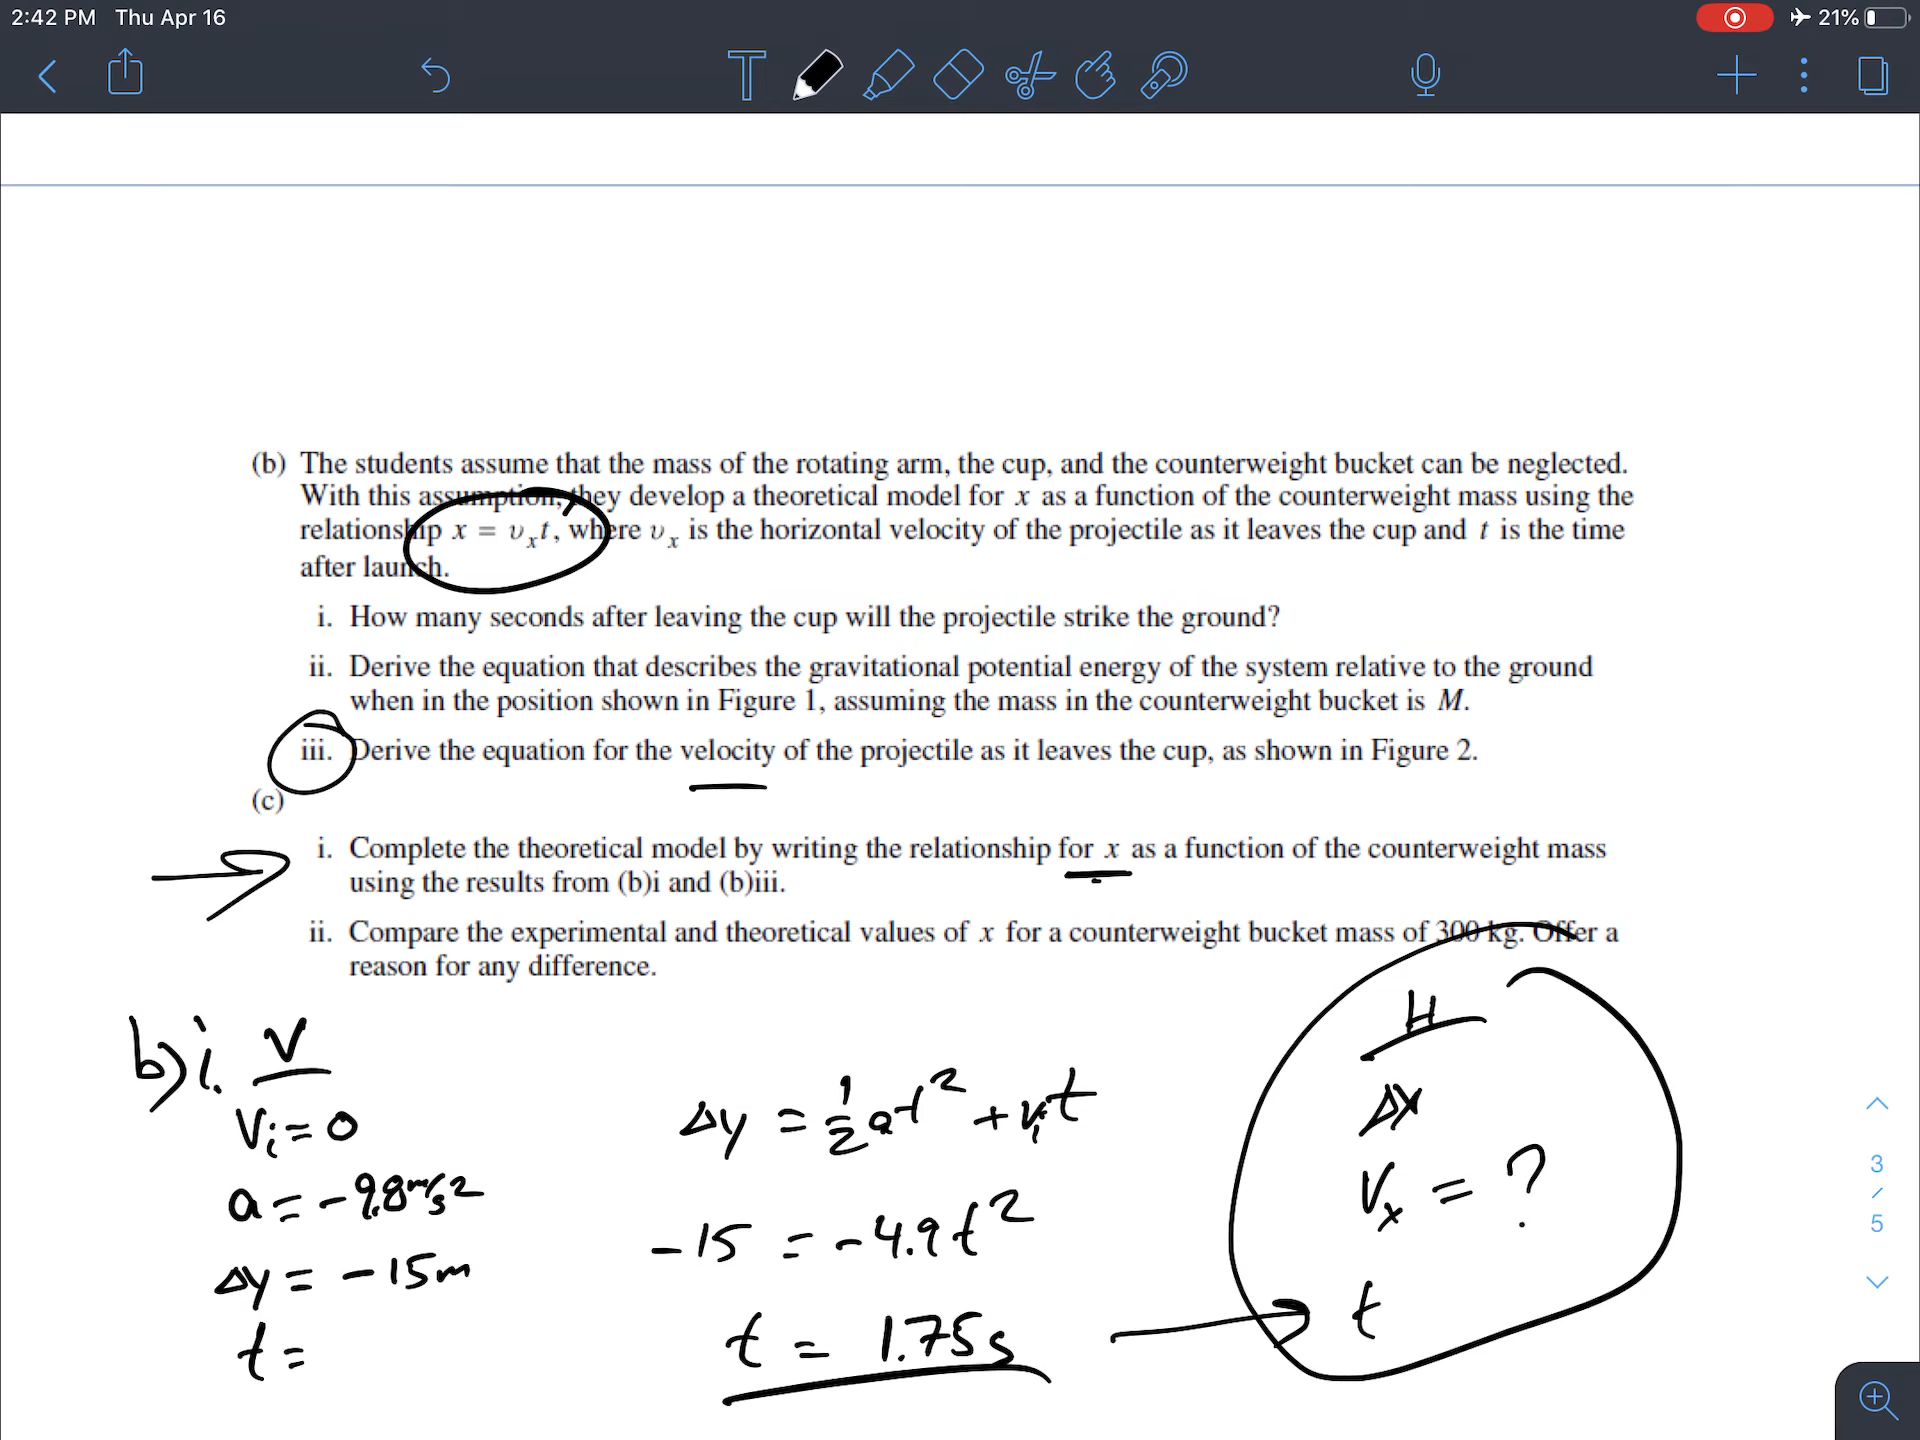 2:42 PM Thu Apr 16
21%
T
(b) The students assume that the mass of the rotating arm, the cup, and the counterweight bucket can be neglected.
With this assumption, they develop a theoretical model for x as a function of the counterweight mass using the
relationship x = υₓt, where υₓ is the horizontal velocity of the projectile as it leaves the cup and t is the time
after launch.
i. How many seconds after leaving the cup will the projectile strike the ground?
ii. Derive the equation that describes the gravitational potential energy of the system relative to the ground
when in the position shown in Figure 1, assuming the mass in the counterweight bucket is M.
iii. Derive the equation for the velocity of the projectile as it leaves the cup, as shown in Figure 2.
(c)
i. Complete the theoretical model by writing the relationship for x as a function of the counterweight mass
using the results from (b)i and (b)iii.
ii. Compare the experimental and theoretical values of x for a counterweight bucket mass of 300 kg. Offer a
reason for any difference.
b)i. V
Vᵢ = 0
a = -9.8 m/s²
Δy = -15m
t =
Δy = ½at² + vᵢt
-15 = -4.9t²
t = 1.75s
H
Δx
Vₓ = ?
t
3
/
5